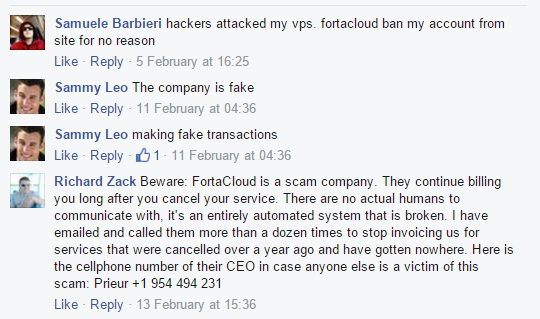 Samuele Barbieri hackers attacked my vps. fortacloud ban my account from
site for no reason
Like · Reply · 5 February at 16:25
Sammy Leo The company is fake
Like · Reply · 11 February at 04:36
Sammy Leo making fake transactions
Like · Reply · 1 · 11 February at 04:36
Richard Zack Beware: FortaCloud is a scam company. They continue billing
you long after you cancel your service. There are no actual humans to
communicate with, it's an entirely automated system that is broken. I have
emailed and called them more than a dozen times to stop invoicing us for
services that were cancelled over a year ago and have gotten nowhere. Here is
the cellphone number of their CEO in case anyone else is a victim of this
scam: Prieur +1 954 494 231
Like · Reply · 13 February at 15:36